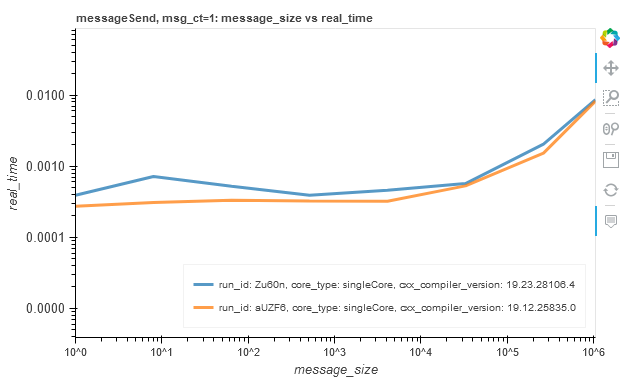 messageSend, msg_ct=1: message_size vs real_time
0.0100
0.0010
0.0001
0.0000
real_time
run_id: Zu60n, core_type: singleCore, cxx_compiler_version: 19.23.28106.4
run_id: aUZF6, core_type: singleCore, cxx_compiler_version: 19.12.25835.0
10^0 10^1 10^2 10^3 10^4 10^5 10^6
message_size